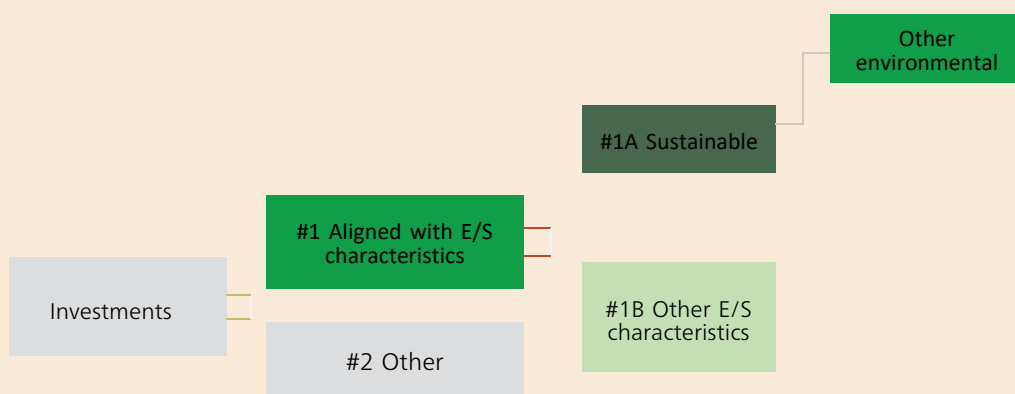 Other
environmental
#1A Sustainable
#1 Aligned with E/S
characteristics
Investments
#1B Other E/S
characteristics
#2 Other